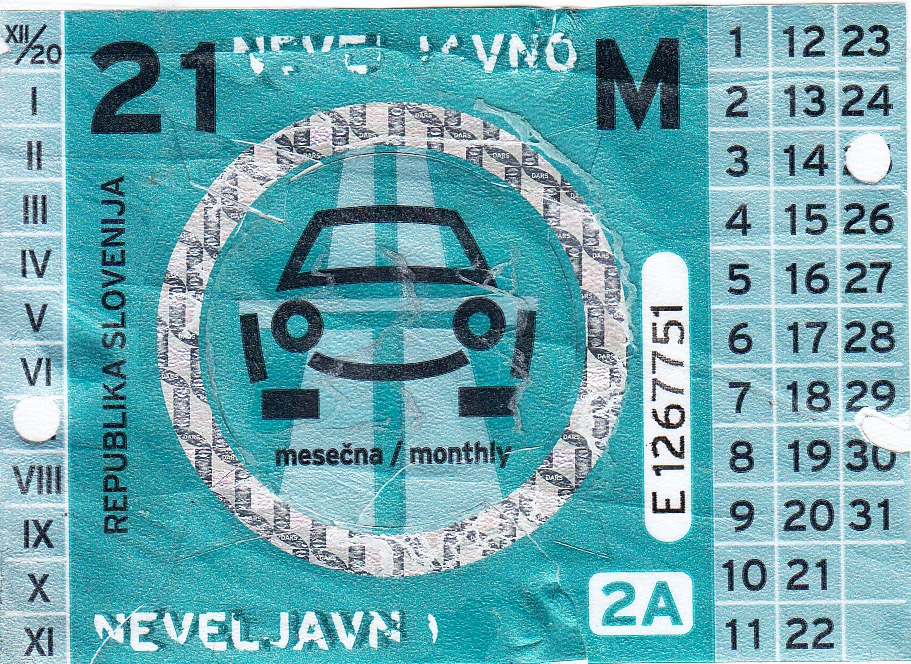 XII/20
I
II
III
IV
V
VI
VIII
IX
X
XI
21
NEVELJAVNO
M
REPUBLIKA SLOVENIJA
mesečna / monthly
E 1267751
2A
NEVELJAVN
1 12 23
2 13 24
3 14
4 15 26
5 16 27
6 17 28
7 18 29
8 19 30
9 20 31
10 21
11 22